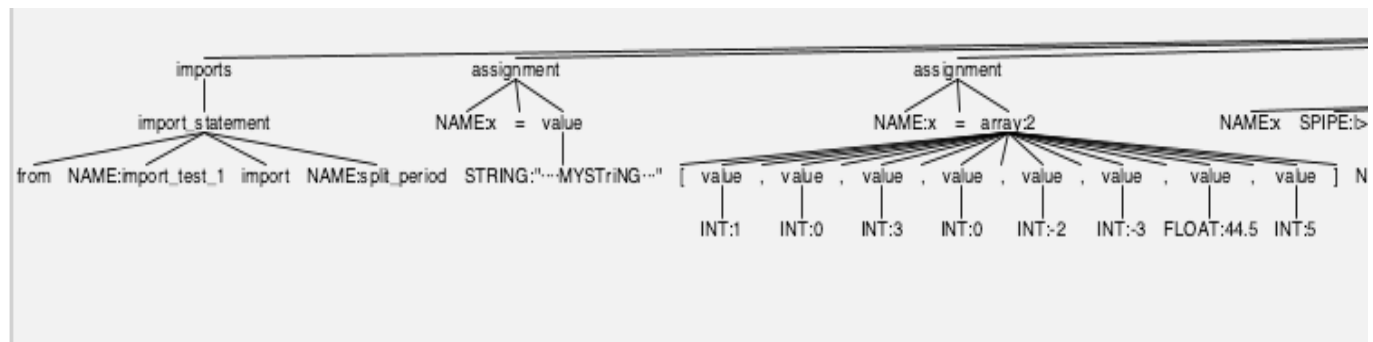 imports assignment assignment
import_statement NAME:x = value NAME:x = array:2 NAME:x SPIPE:|>
from NAME:import_test_1 import NAME:split_period STRING:"····MYSTriNG···" [ value , value , value , value , value , value , value , value ] N
INT:1 INT:0 INT:3 INT:0 INT:-2 INT:-3 FLOAT:44.5 INT:5